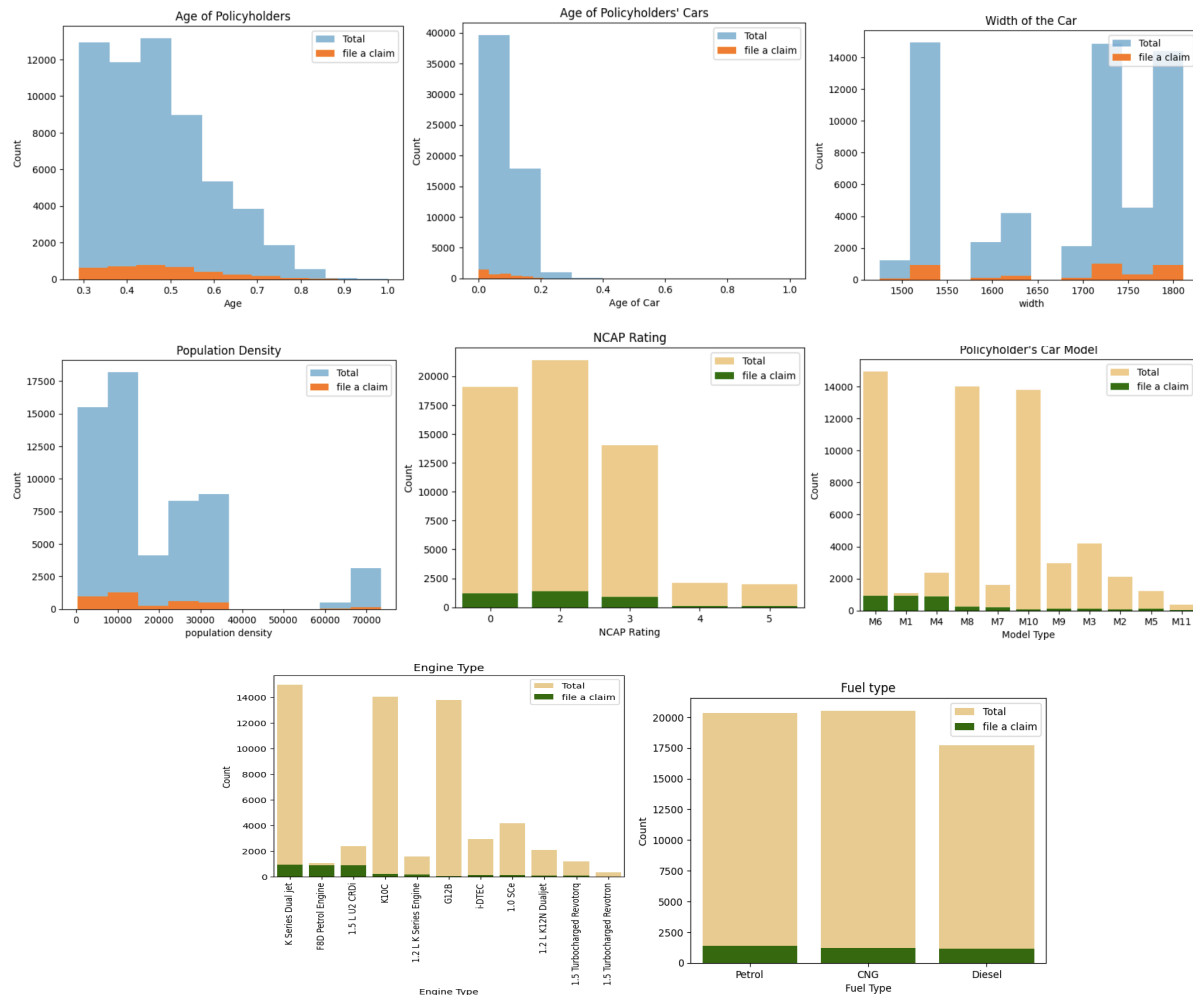 Age of Policyholders
Total
file a claim
12000
10000
8000
6000
4000
2000
0
Count
0.3 0.4 0.5 0.6 0.7 0.8 0.9 1.0
Age
Age of Policyholders' Cars
Total
file a claim
40000
35000
30000
25000
20000
15000
10000
5000
0
Count
0.0 0.2 0.4 0.6 0.8 1.0
Age of Car
Width of the Car
Total
file a claim
14000
12000
10000
8000
6000
4000
2000
0
Count
1500 1550 1600 1650 1700 1750 1800
width
Population Density
Total
file a claim
17500
15000
12500
10000
7500
5000
2500
0
Count
0 10000 20000 30000 40000 50000 60000 70000
population density
NCAP Rating
Total
file a claim
20000
17500
15000
12500
10000
7500
5000
2500
0
Count
0 2 3 4 5
NCAP Rating
Policyholder's Car Model
Total
file a claim
14000
12000
10000
8000
6000
4000
2000
0
Count
M6 M1 M4 M8 M7 M10 M9 M3 M2 M5 M11
Model Type
Engine Type
Total
file a claim
14000
12000
10000
8000
6000
4000
2000
0
Count
K Series Dual jet
F8D Petrol Engine
1.5 L U2 CRDi
K10C
1.2 L K Series Engine
G12B
i-DTEC
1.0 SCe
1.2 L K12N Dualjet
1.5 Turbocharged Revotorq
1.5 Turbocharged Revotron
Engine Type
Fuel type
Total
file a claim
20000
17500
15000
12500
10000
7500
5000
2500
0
Count
Petrol CNG Diesel
Fuel Type